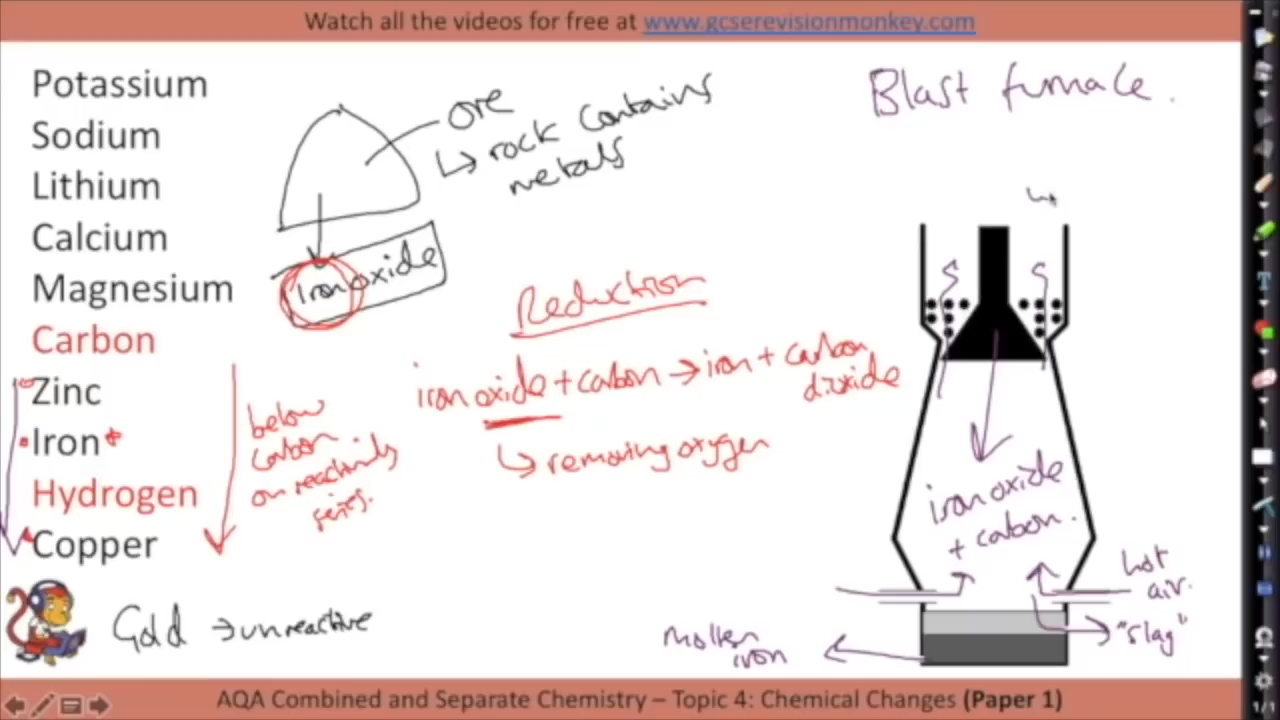 Watch all the videos for free at www.gcserevisionmonkey.com
Potassium
Sodium
Lithium
Calcium
Magnesium
Carbon
Zinc
Iron
Hydrogen
Copper
Gold → unreactive
ore
↳ rock contains
metals
Iron oxide
below
carbon
on reactivity
series.
Reduction
iron oxide + carbon → iron + carbon
dioxide
↳ removing oxygen
Blast furnace.
iron oxide
+ carbon.
hot
air.
"slag"
molten
iron
AQA Combined and Separate Chemistry – Topic 4: Chemical Changes (Paper 1)
1/1